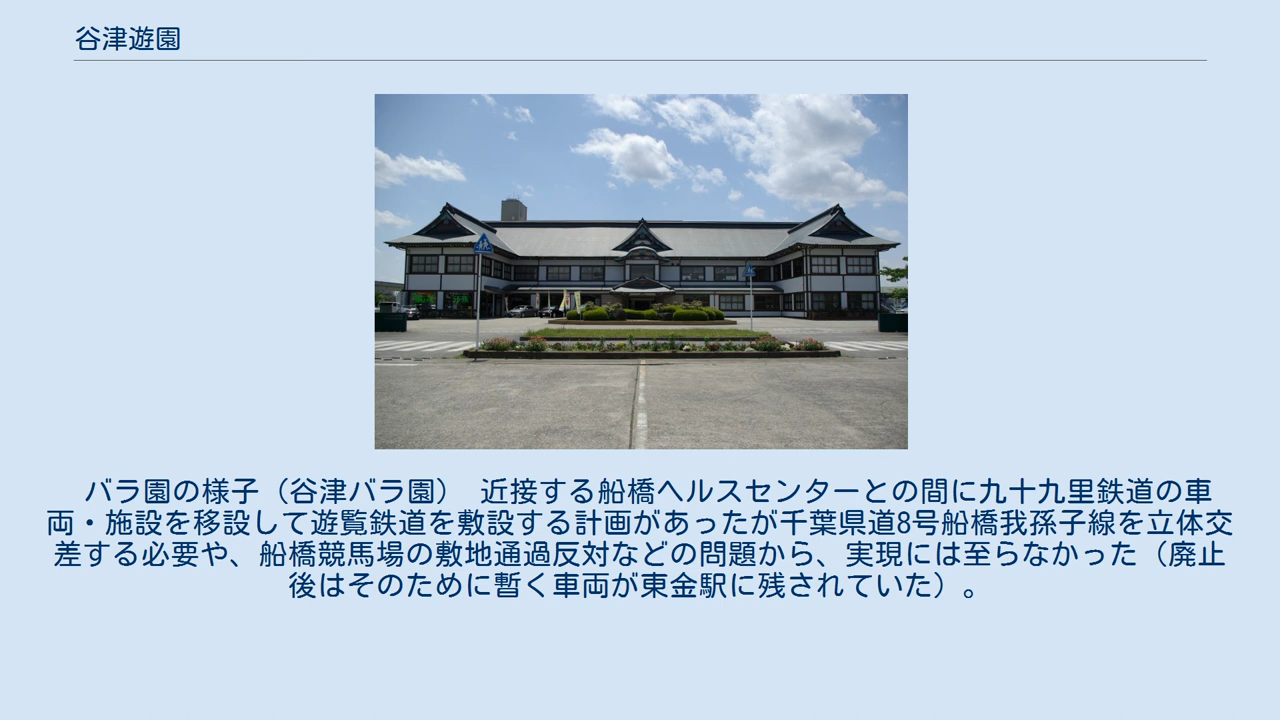 谷津遊園
バラ園の様子（谷津バラ園）　近接する船橋ヘルスセンターとの間に九十九里鉄道の車
両・施設を移設して遊覧鉄道を敷設する計画があったが千葉県道8号船橋我孫子線を立体交
差する必要や、船橋競馬場の敷地通過反対などの問題から、実現には至らなかった（廃止
後はそのために暫く車両が東金駅に残されていた）。